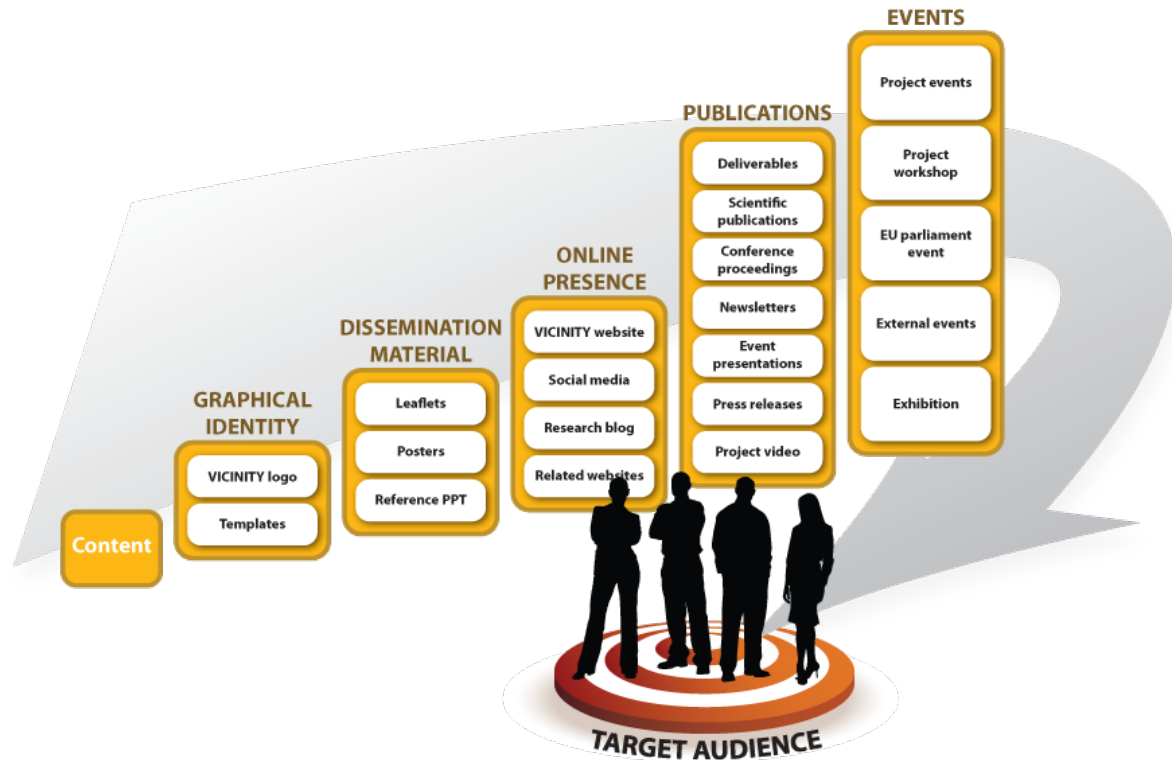 Content
GRAPHICAL
IDENTITY
VICINITY logo
Templates
DISSEMINATION
MATERIAL
Leaflets
Posters
Reference PPT
ONLINE
PRESENCE
VICINITY website
Social media
Research blog
Related websites
PUBLICATIONS
Deliverables
Scientific
publications
Conference
proceedings
Newsletters
Event
presentations
Press releases
Project video
EVENTS
Project events
Project
workshop
EU parliament
event
External events
Exhibition
TARGET AUDIENCE